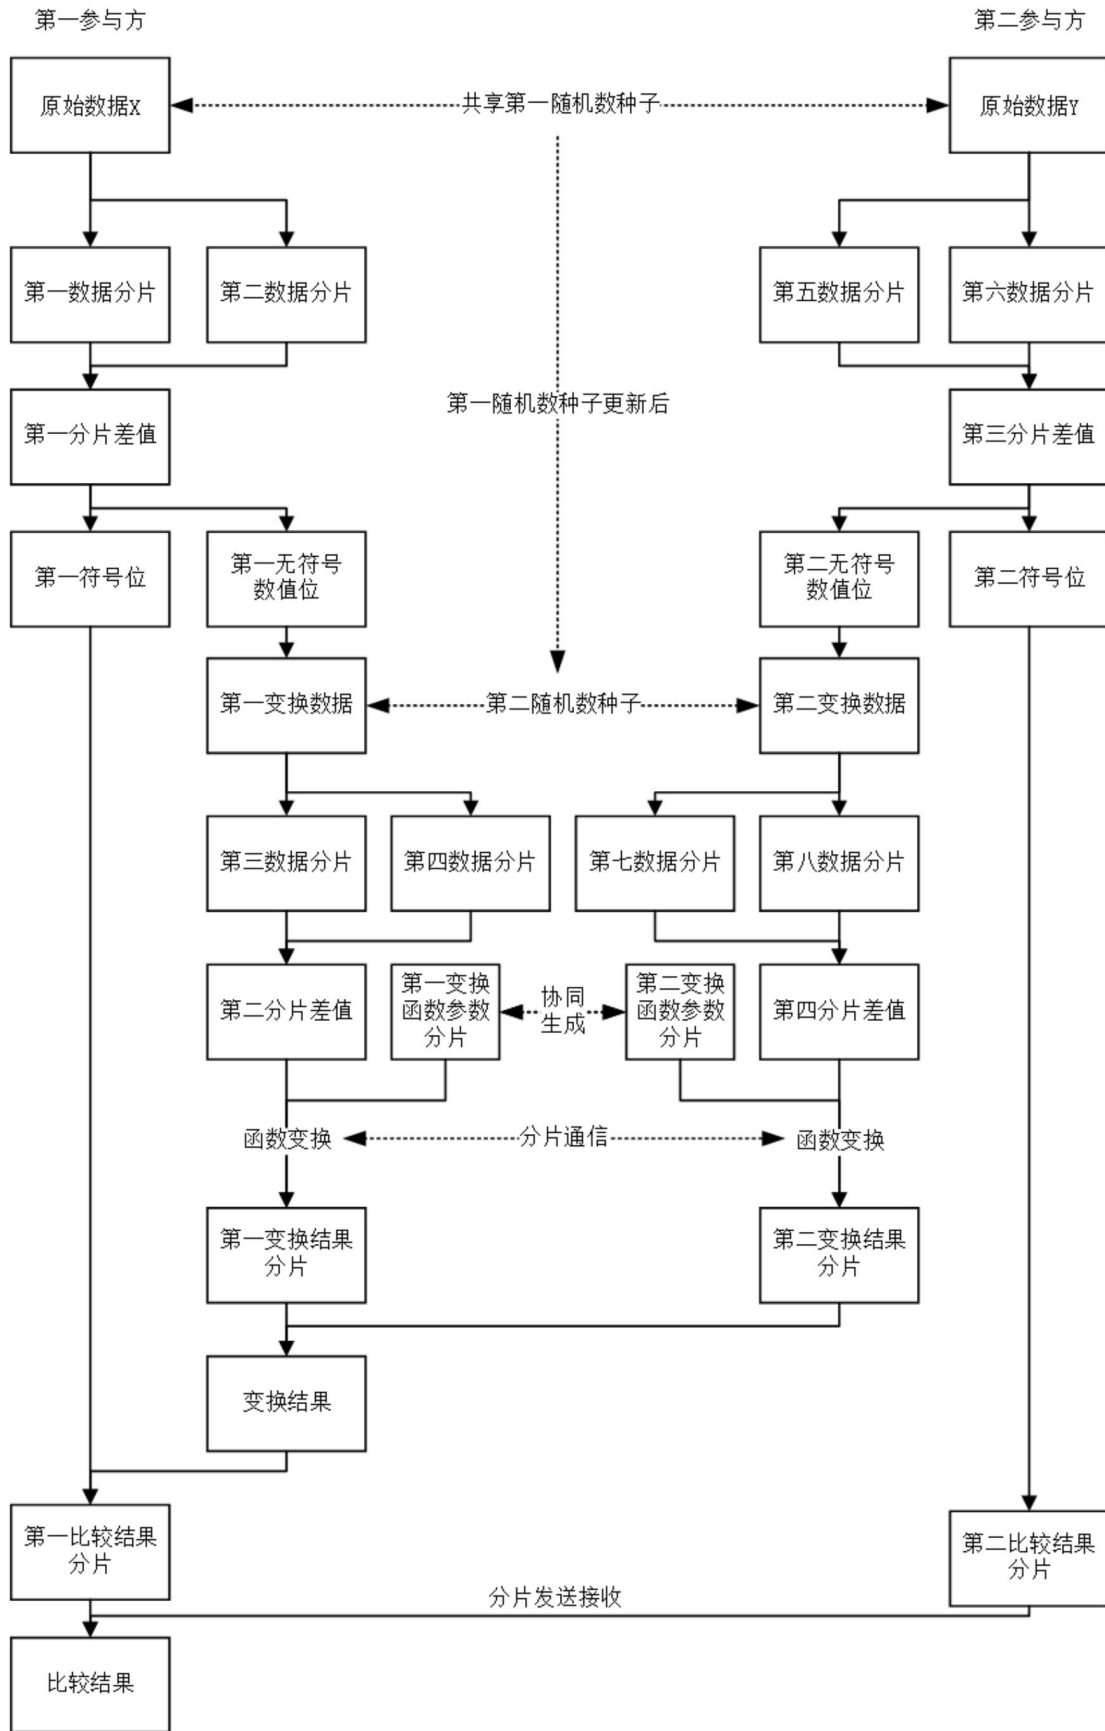 第一参与方
第二参与方
原始数据X
共享第一随机数种子
原始数据Y
第一数据分片
第二数据分片
第五数据分片
第六数据分片
第一分片差值
第一随机数种子更新后
第三分片差值
第一符号位
第一无符号
数值位
第二无符号
数值位
第二符号位
第一变换数据
第二随机数种子
第二变换数据
第三数据分片
第四数据分片
第七数据分片
第八数据分片
第二分片差值
第一变换
函数参数
分片
协同
生成
第二变换
函数参数
分片
第四分片差值
函数变换
分片通信
函数变换
第一变换结果
分片
第二变换结果
分片
变换结果
第一比较结果
分片
第二比较结果
分片
分片发送接收
比较结果